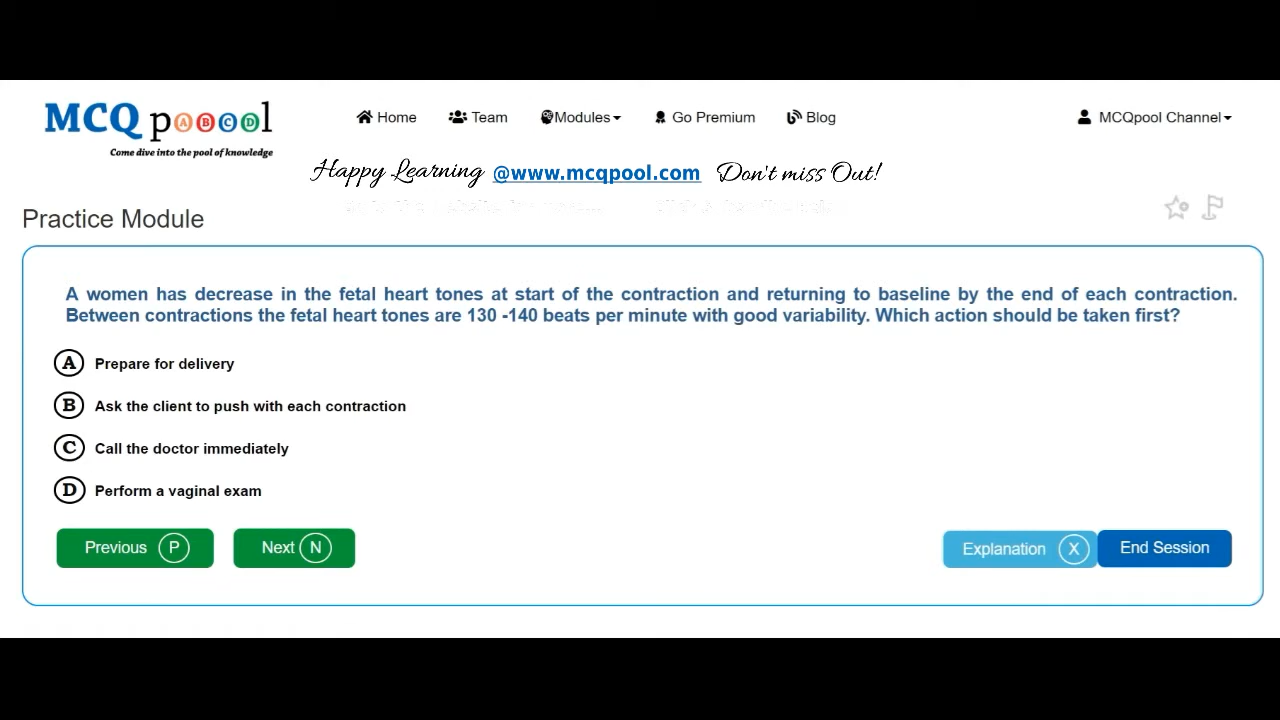 MCQ pABCDl
Come dive into the pool of knowledge
Home Team Modules Go Premium Blog MCQpool Channel
Happy Learning @www.mcqpool.com Don't miss Out!
Practice Module
A women has decrease in the fetal heart tones at start of the contraction and returning to baseline by the end of each contraction.
Between contractions the fetal heart tones are 130 -140 beats per minute with good variability. Which action should be taken first?
A Prepare for delivery
B Ask the client to push with each contraction
C Call the doctor immediately
D Perform a vaginal exam
Previous P Next N Explanation X End Session